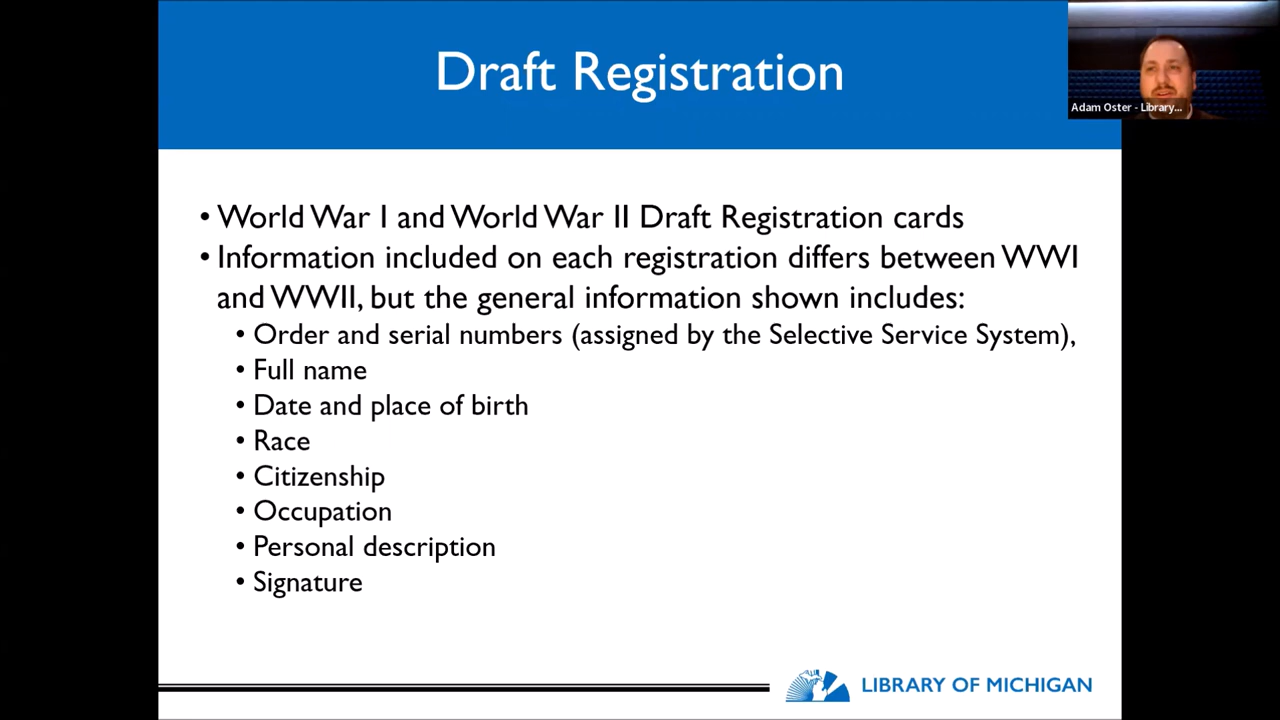 Draft Registration
Adam Oster - Library...
• World War I and World War II Draft Registration cards
• Information included on each registration differs between WWI
and WWII, but the general information shown includes:
• Order and serial numbers (assigned by the Selective Service System),
• Full name
• Date and place of birth
• Race
• Citizenship
• Occupation
• Personal description
• Signature
LIBRARY OF MICHIGAN